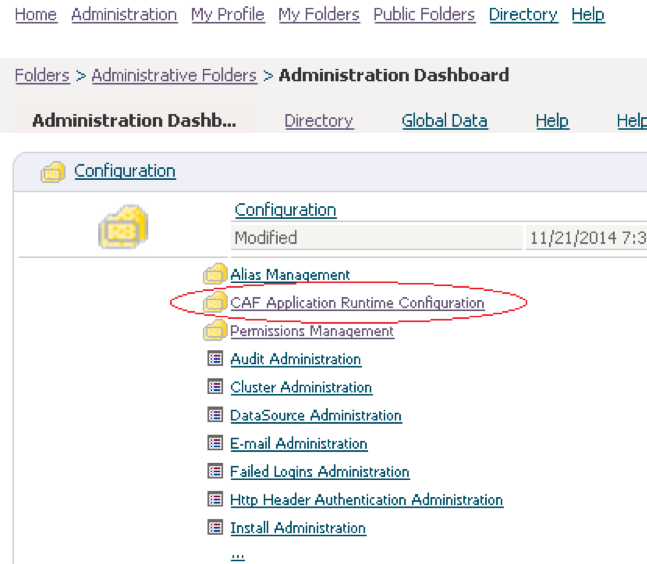 Home Administration My Profile My Folders Public Folders Directory Help
Folders > Administrative Folders > Administration Dashboard
Administration Dashb... Directory Global Data Help Help
Configuration
Configuration
Modified 11/21/2014 7:3
Alias Management
CAF Application Runtime Configuration
Permissions Management
Audit Administration
Cluster Administration
DataSource Administration
E-mail Administration
Failed Logins Administration
Http Header Authentication Administration
Install Administration
...